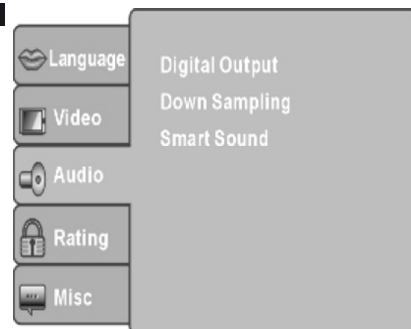 Language
Video
Audio
Rating
Misc
Digital Output
Down Sampling
Smart Sound